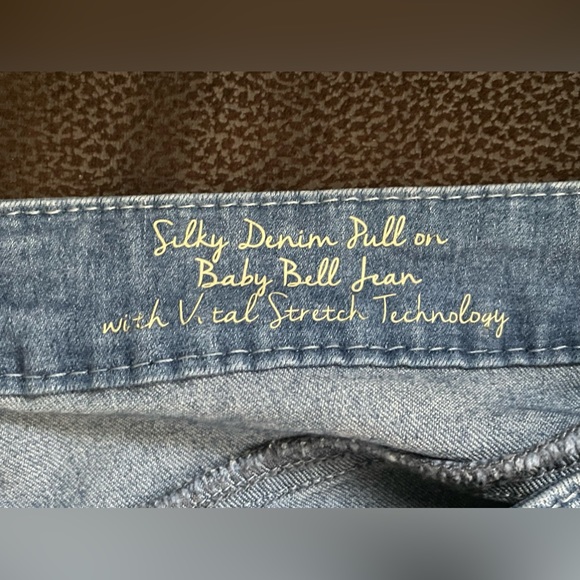 Silky Denim Pull on
Baby Bell Jean
with Vital Stretch Technology